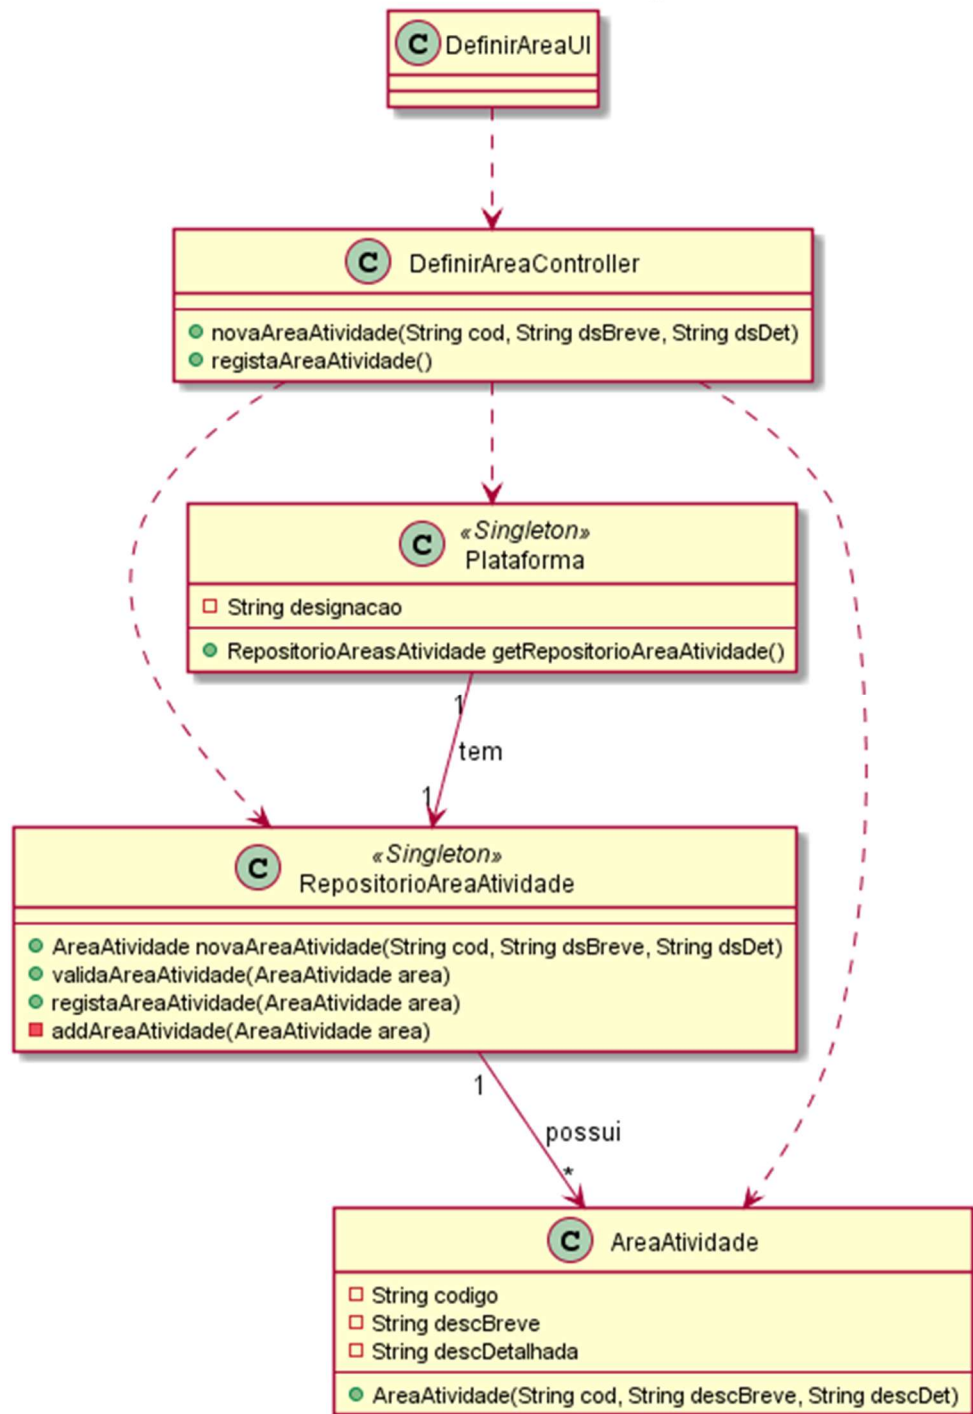 C DefinirAreaUI
C DefinirAreaController
novaAreaAtividade(String cod, String dsBreve, String dsDet)
registaAreaAtividade()
«Singleton»
C Plataforma
String designacao
RepositorioAreasAtividade getRepositorioAreaAtividade()
1
tem
1
«Singleton»
C RepositorioAreaAtividade
AreaAtividade novaAreaAtividade(String cod, String dsBreve, String dsDet)
validaAreaAtividade(AreaAtividade area)
registaAreaAtividade(AreaAtividade area)
addAreaAtividade(AreaAtividade area)
1
possui
*
C AreaAtividade
String codigo
String descBreve
String descDetalhada
AreaAtividade(String cod, String descBreve, String descDet)